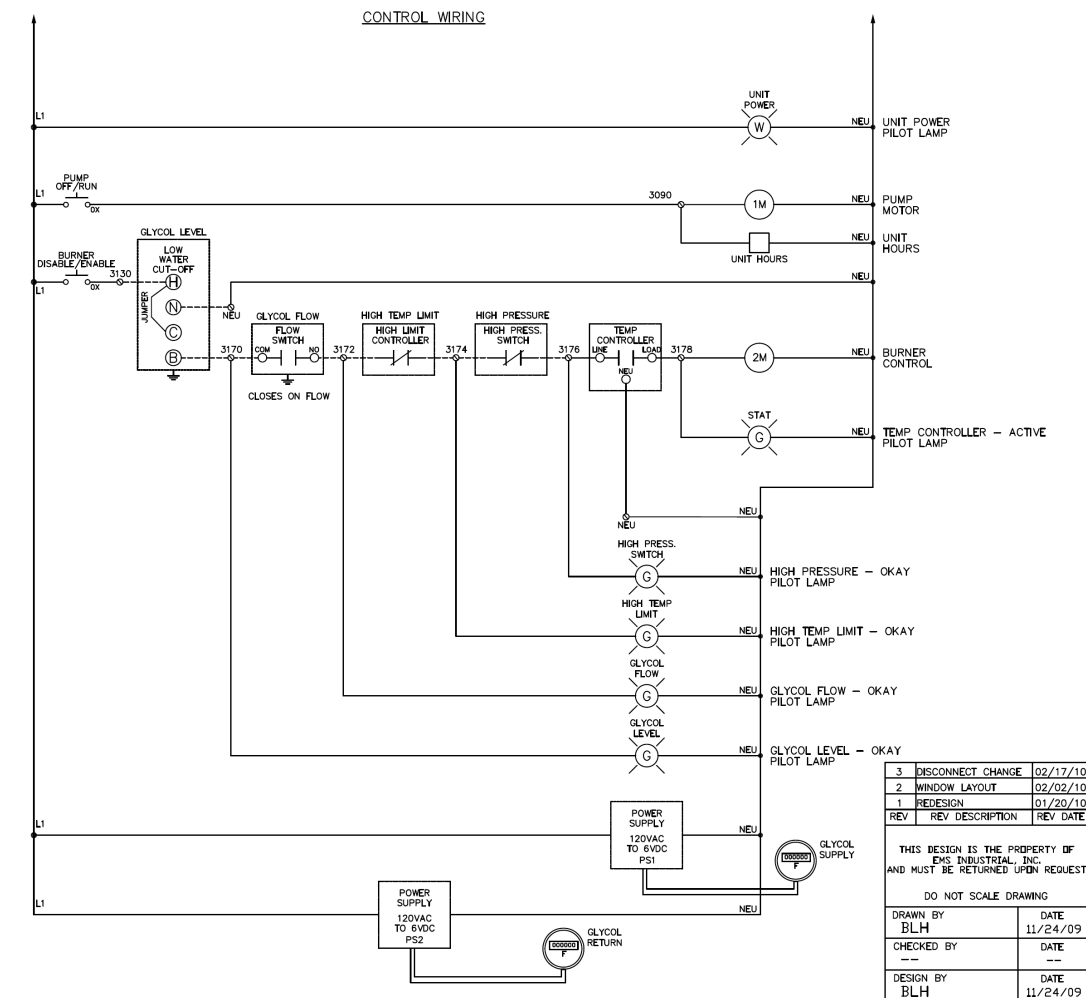 CONTROL WIRING
L1
UNIT
POWER
W
NEU
UNIT POWER
PILOT LAMP
PUMP
OFF/RUN
L1
OX
3090
1M
NEU
PUMP
MOTOR
UNIT HOURS
NEU
UNIT
HOURS
BURNER
DISABLE/ENABLE
L1
OX
3130
GLYCOL LEVEL
LOW
WATER
CUT-OFF
H
N
C
B
JUMPER
NEU
NEU
3170
GLYCOL FLOW
FLOW
SWITCH
COM
NO
CLOSES ON FLOW
3172
HIGH TEMP LIMIT
HIGH LIMIT
CONTROLLER
3174
HIGH PRESSURE
HIGH PRESS.
SWITCH
3176
TEMP
CONTROLLER
LINE
LOAD
NEU
3178
2M
NEU
BURNER
CONTROL
STAT
G
NEU
TEMP CONTROLLER - ACTIVE
PILOT LAMP
NEU
NEU
HIGH PRESS.
SWITCH
G
NEU
HIGH PRESSURE - OKAY
PILOT LAMP
HIGH TEMP
LIMIT
G
NEU
HIGH TEMP LIMIT - OKAY
PILOT LAMP
GLYCOL
FLOW
G
NEU
GLYCOL FLOW - OKAY
PILOT LAMP
GLYCOL
LEVEL
G
NEU
GLYCOL LEVEL - OKAY
PILOT LAMP
L1
POWER
SUPPLY
120VAC
TO 6VDC
PS1
NEU
000000
F
GLYCOL
SUPPLY
L1
POWER
SUPPLY
120VAC
TO 6VDC
PS2
NEU
000000
F
GLYCOL
RETURN
3 DISCONNECT CHANGE 02/17/10
2 WINDOW LAYOUT 02/02/10
1 REDESIGN 01/20/10
REV REV DESCRIPTION REV DATE
THIS DESIGN IS THE PROPERTY OF
EMS INDUSTRIAL, INC.
AND MUST BE RETURNED UPON REQUEST
DO NOT SCALE DRAWING
DRAWN BY DATE
BLH 11/24/09
CHECKED BY DATE
-- --
DESIGN BY DATE
BLH 11/24/09